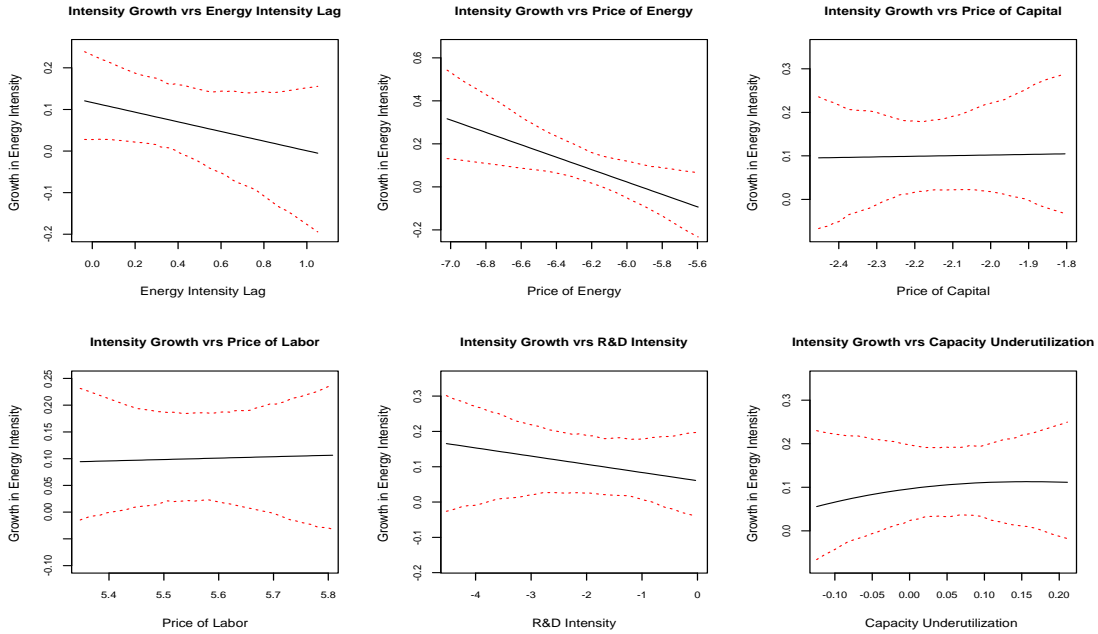 Intensity Growth vrs Energy Intensity Lag
Growth in Energy Intensity
0.2
0.1
0.0
-0.1
-0.2
0.0 0.2 0.4 0.6 0.8 1.0
Energy Intensity Lag
Intensity Growth vrs Price of Energy
Growth in Energy Intensity
0.6
0.4
0.2
0.0
-0.2
-7.0 -6.8 -6.6 -6.4 -6.2 -6.0 -5.8 -5.6
Price of Energy
Intensity Growth vrs Price of Capital
Growth in Energy Intensity
0.3
0.2
0.1
0.0
-2.4 -2.3 -2.2 -2.1 -2.0 -1.9 -1.8
Price of Capital
Intensity Growth vrs Price of Labor
Growth in Energy Intensity
0.25
0.20
0.15
0.10
0.05
0.00
-0.10
5.4 5.5 5.6 5.7 5.8
Price of Labor
Intensity Growth vrs R&D Intensity
Growth in Energy Intensity
0.3
0.2
0.1
0.0
-0.2
-4 -3 -2 -1 0
R&D Intensity
Intensity Growth vrs Capacity Underutilization
Growth in Energy Intensity
0.3
0.2
0.1
0.0
-0.10 -0.05 0.00 0.05 0.10 0.15 0.20
Capacity Underutilization